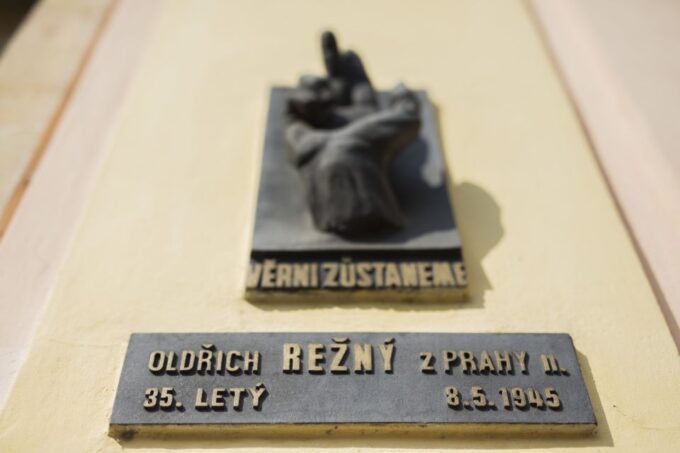 VĚRNI ZŮSTANEME
OLDŘICH REŽNÝ Z PRAHY II.
35. LETÝ 8.5.1945